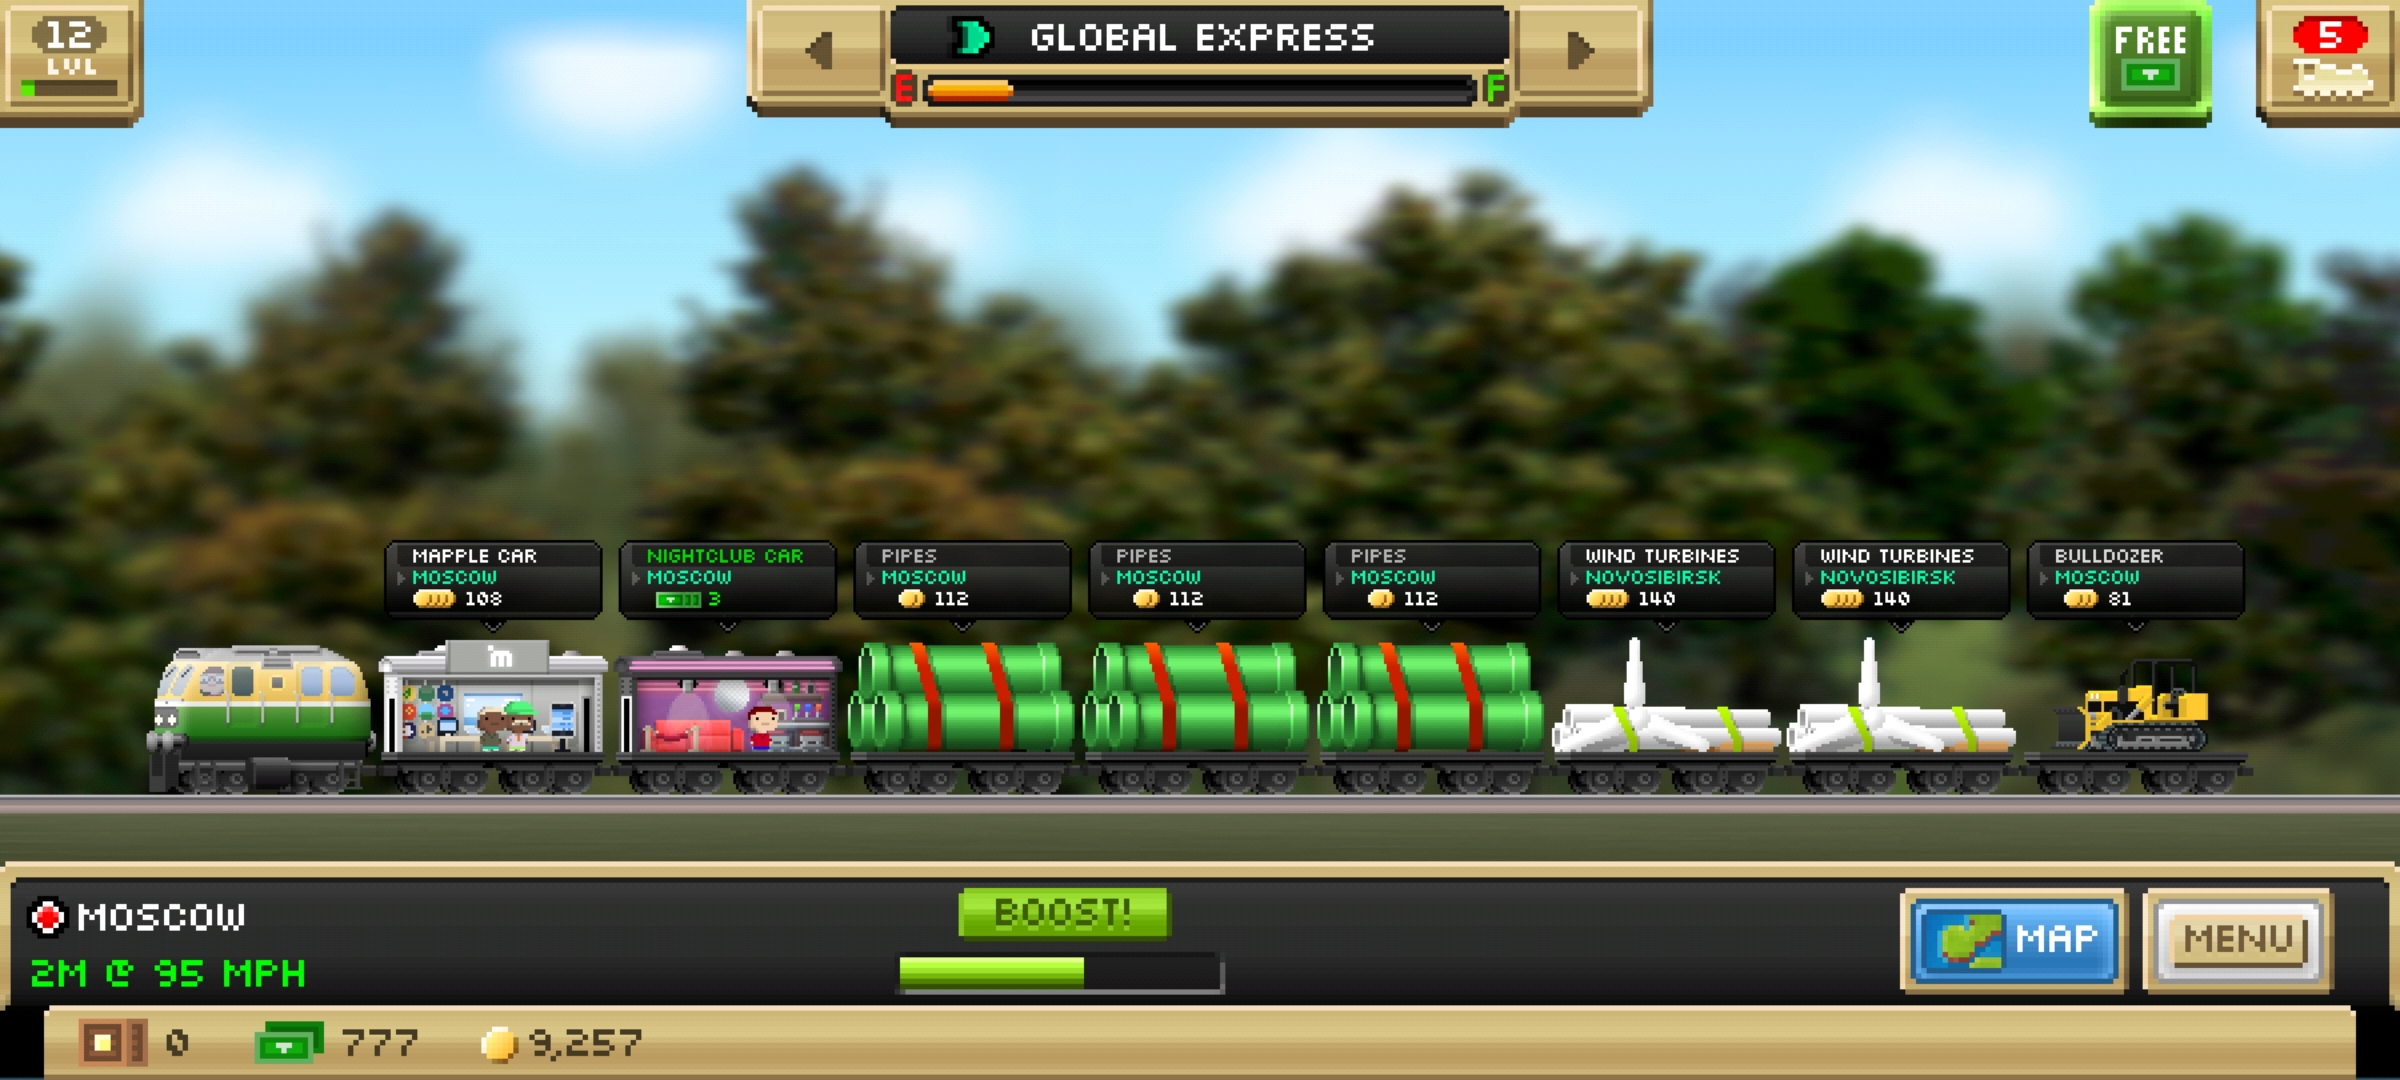 12
LVL
GLOBAL EXPRESS
E F
FREE
5
MAPPLE CAR
MOSCOW
108
NIGHTCLUB CAR
MOSCOW
3
PIPES
MOSCOW
112
PIPES
MOSCOW
112
PIPES
MOSCOW
112
WIND TURBINES
NOVOSIBIRSK
140
WIND TURBINES
NOVOSIBIRSK
140
BULLDOZER
MOSCOW
81
m
MOSCOW
2M @ 95 MPH
BOOST!
MAP
MENU
0
777
9,257